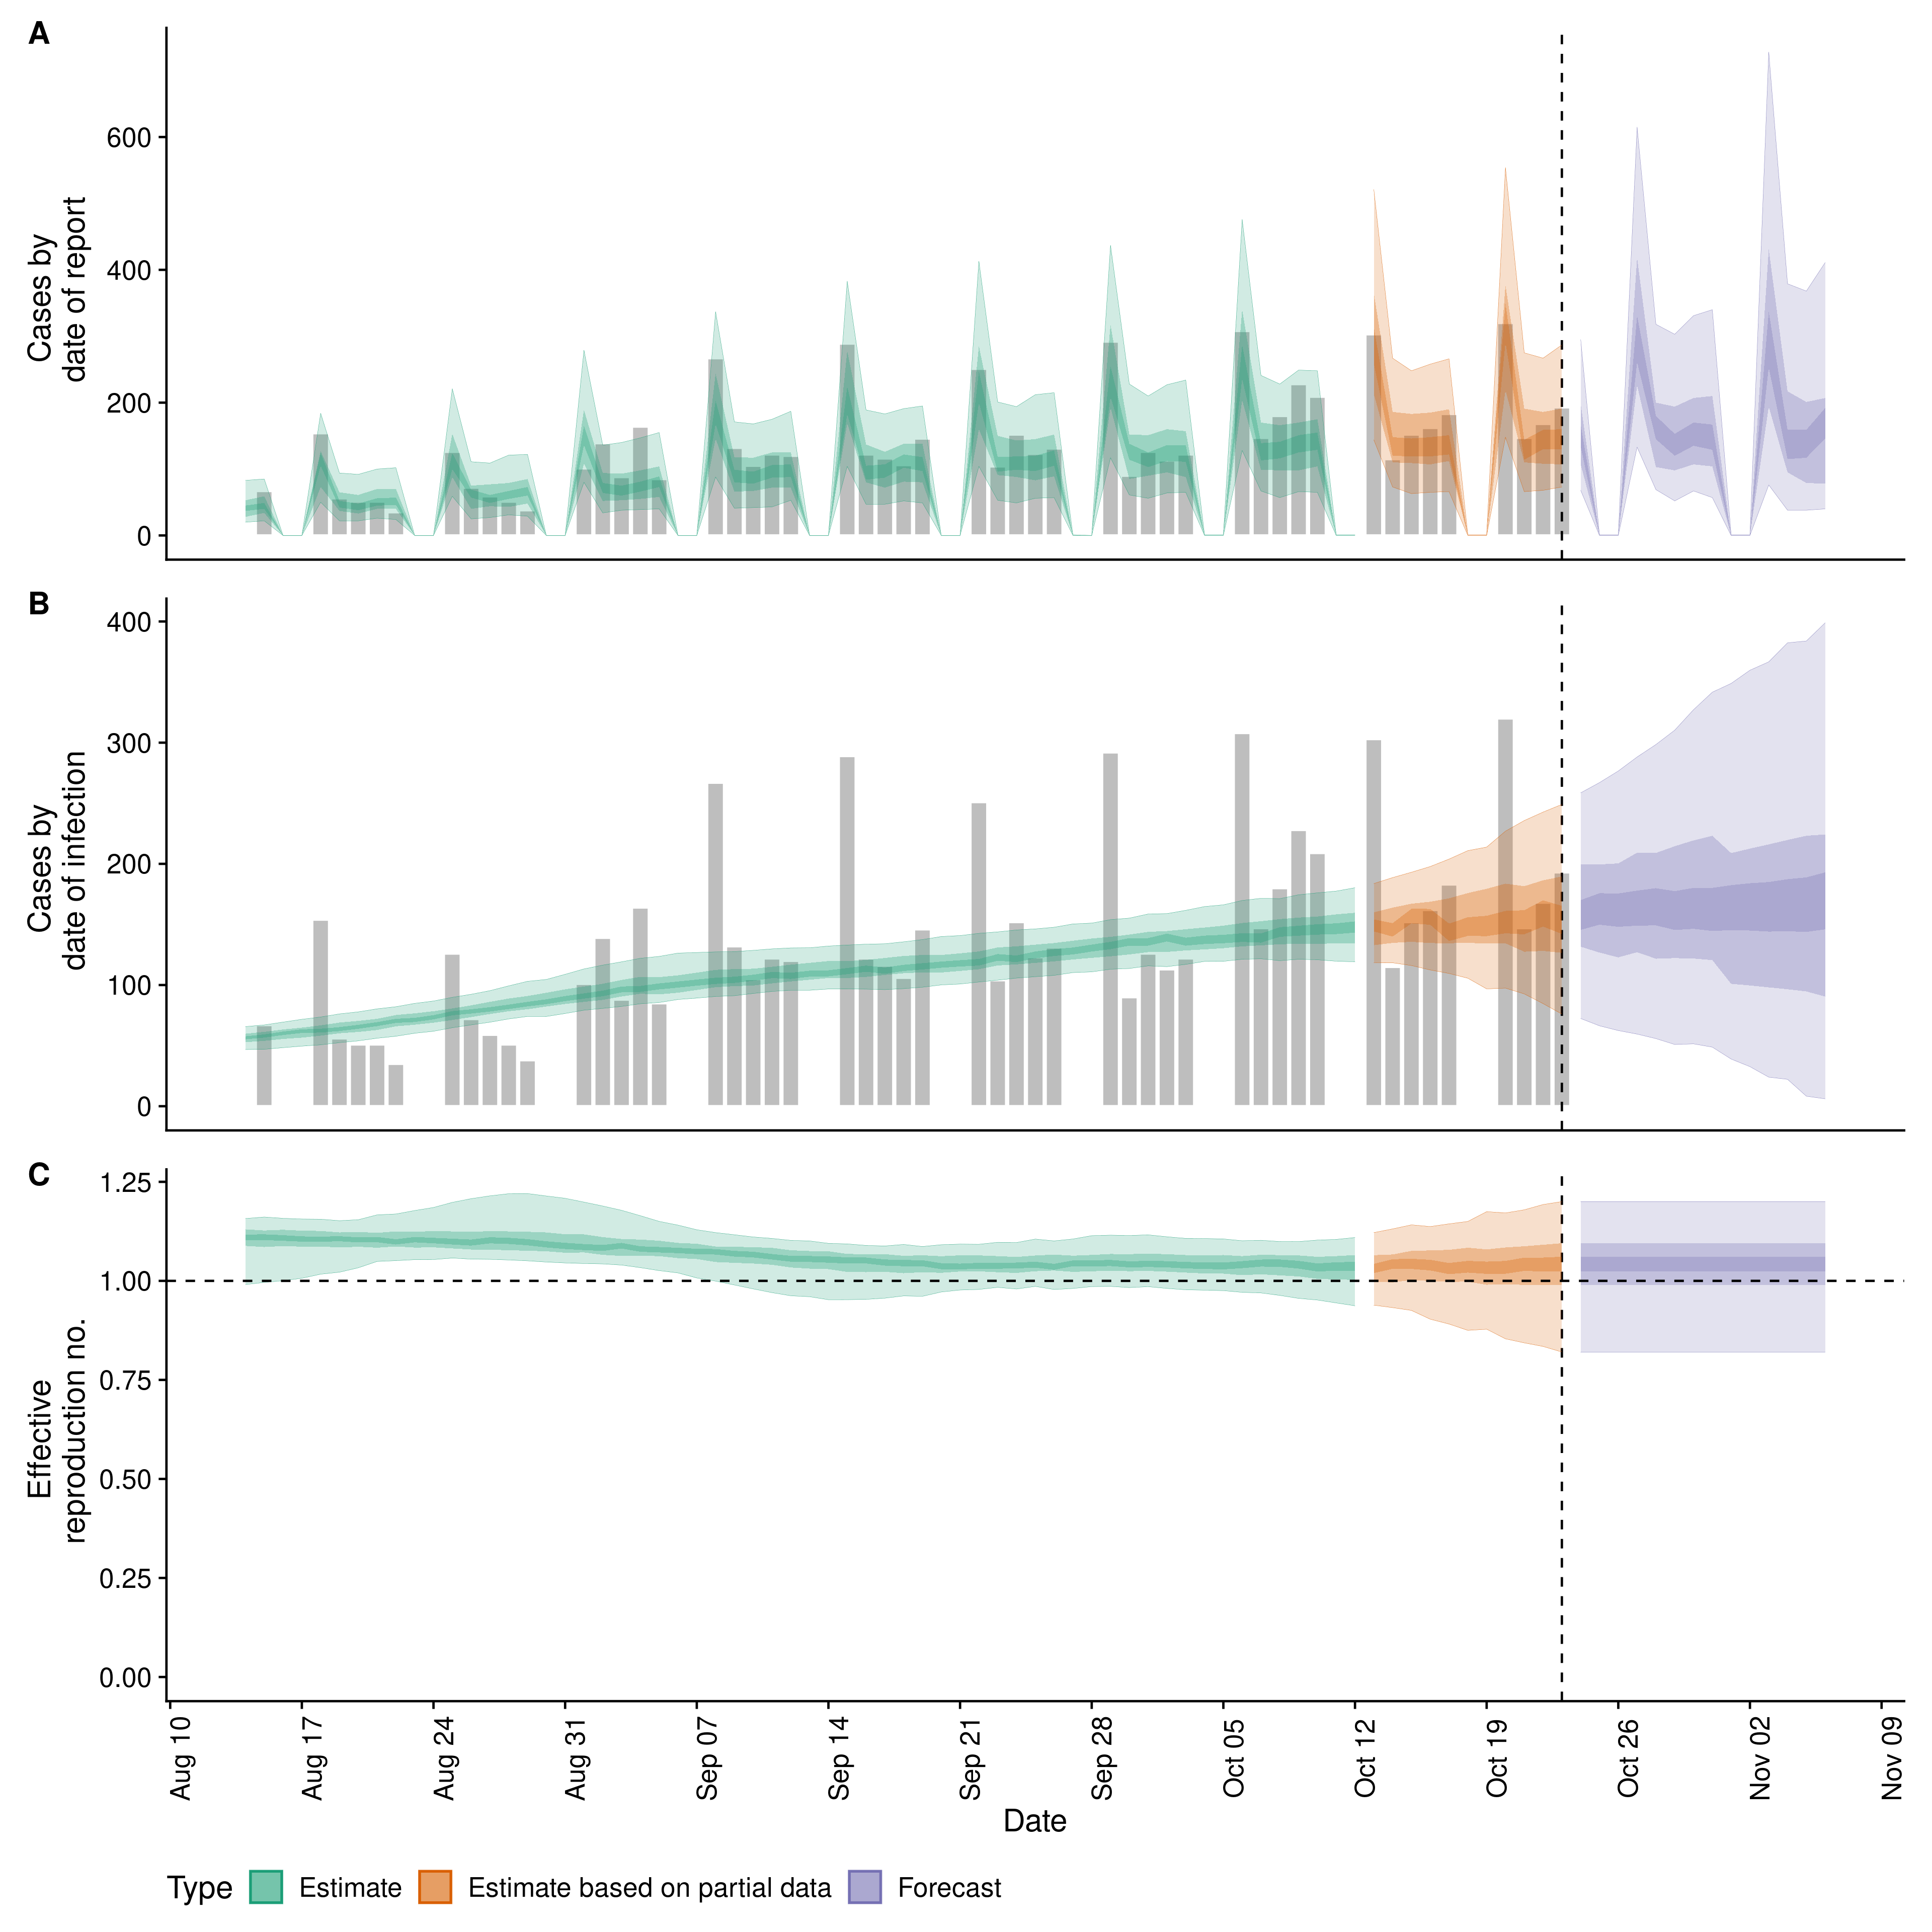 A
Cases by
date of report
600
400
200
0
B
Cases by
date of infection
400
300
200
100
0
C
Effective
reproduction no.
1.25
1.00
0.75
0.50
0.25
0.00
Aug 10
Aug 17
Aug 24
Aug 31
Sep 07
Sep 14
Sep 21
Sep 28
Oct 05
Oct 12
Oct 19
Oct 26
Nov 02
Nov 09
Date
Type Estimate Estimate based on partial data Forecast